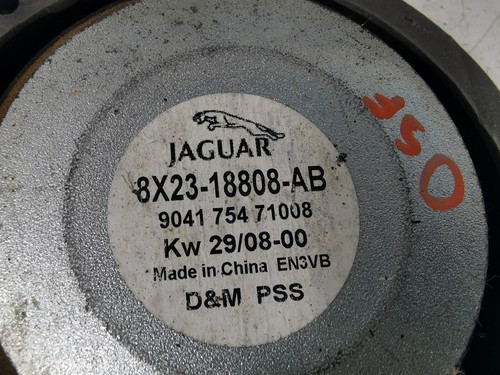 JAGUAR
8X23-18808-AB
9041 754 71008
Kw 29/08-00
Made in China EN3VB
D&M PSS